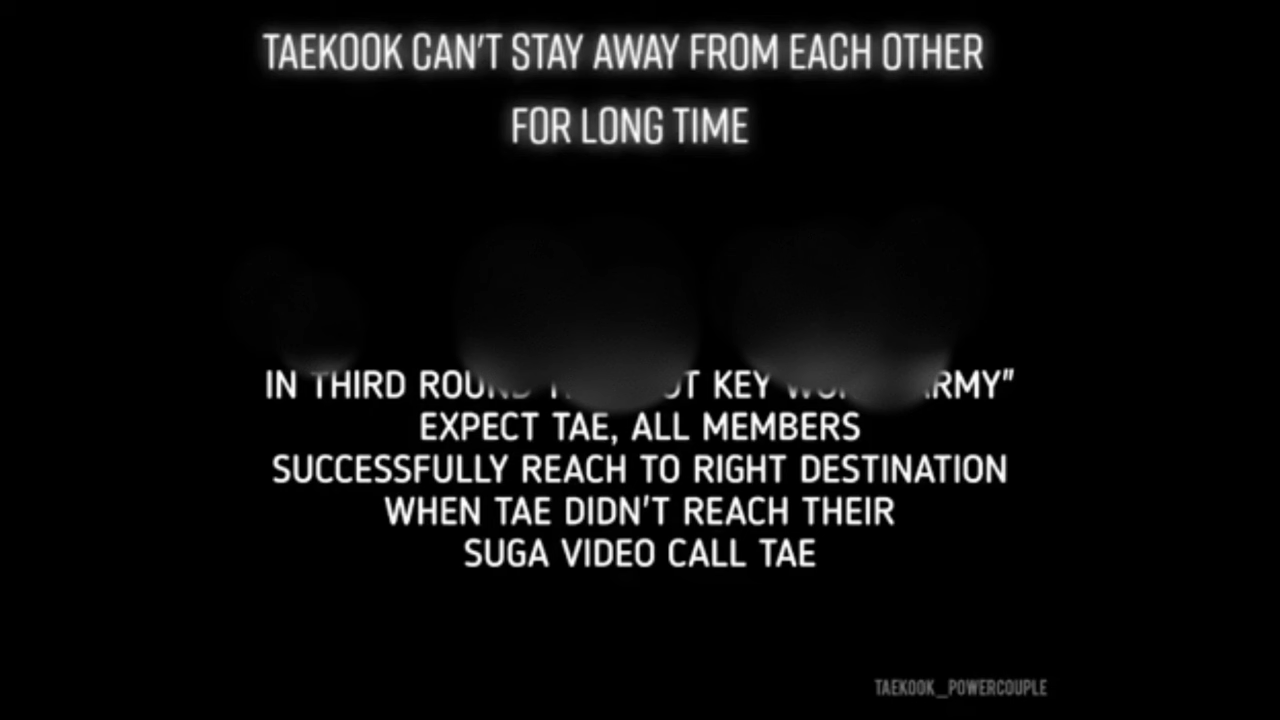 TAEKOOK CAN'T STAY AWAY FROM EACH OTHER
FOR LONG TIME
IN THIRD ROUND KEY "ARMY"
EXPECT TAE, ALL MEMBERS
SUCCESSFULLY REACH TO RIGHT DESTINATION
WHEN TAE DIDN'T REACH THEIR
SUGA VIDEO CALL TAE
TAEKOOK_POWERCOUPLE